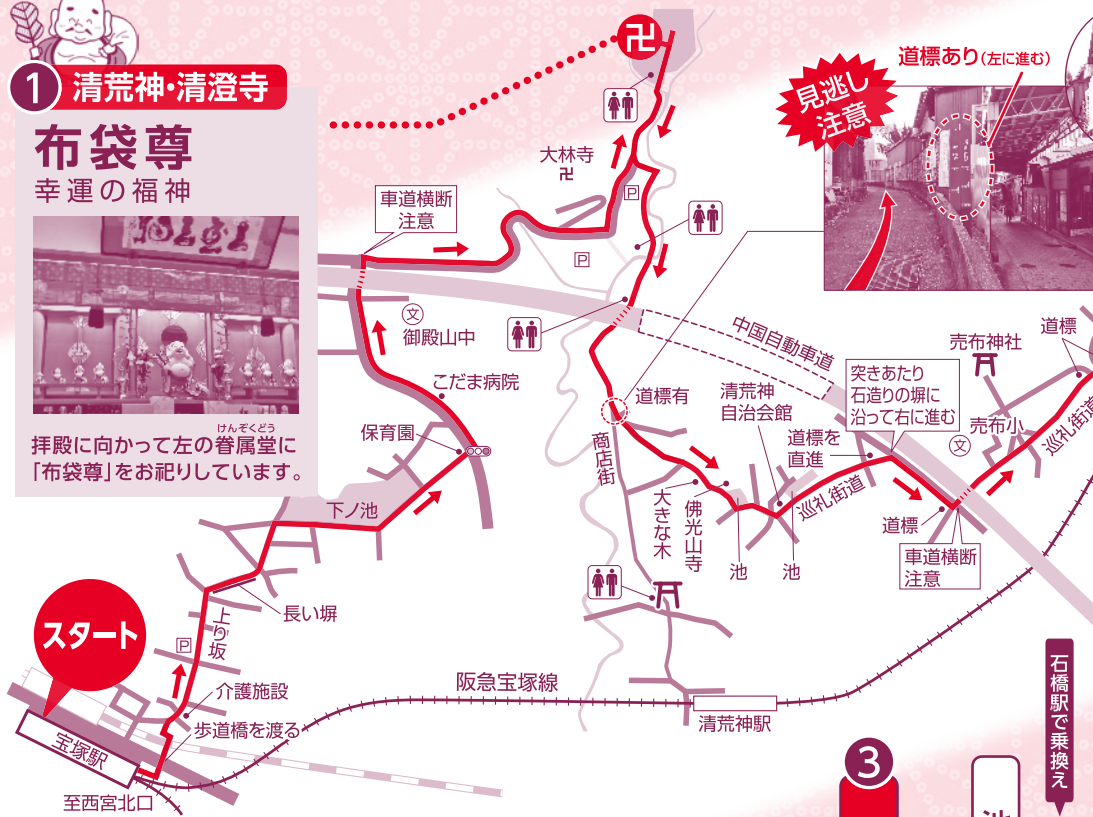 1 清荒神・清澄寺
布袋尊
幸運の福神
けんぞくどう
拝殿に向かって左の眷属堂に
「布袋尊」をお祀りしています。
卍
大林寺
卍
P
P
車道横断
注意
文
御殿山中
こだま病院
保育園
下ノ池
長い塀
上り坂
P
スタート
介護施設
歩道橋を渡る
宝塚駅
至西宮北口
阪急宝塚線
清荒神駅
見逃し
注意
道標あり(左に進む)
中国自動車道
道標有
商店街
清荒神
自治会館
大きな木
佛光山寺
池
池
道標を
直進
巡礼街道
突きあたり
石造りの塀に
沿って右に進む
道標
車道横断
注意
売布神社
売布小
文
道標
巡礼街道
石橋駅で乗換え
3